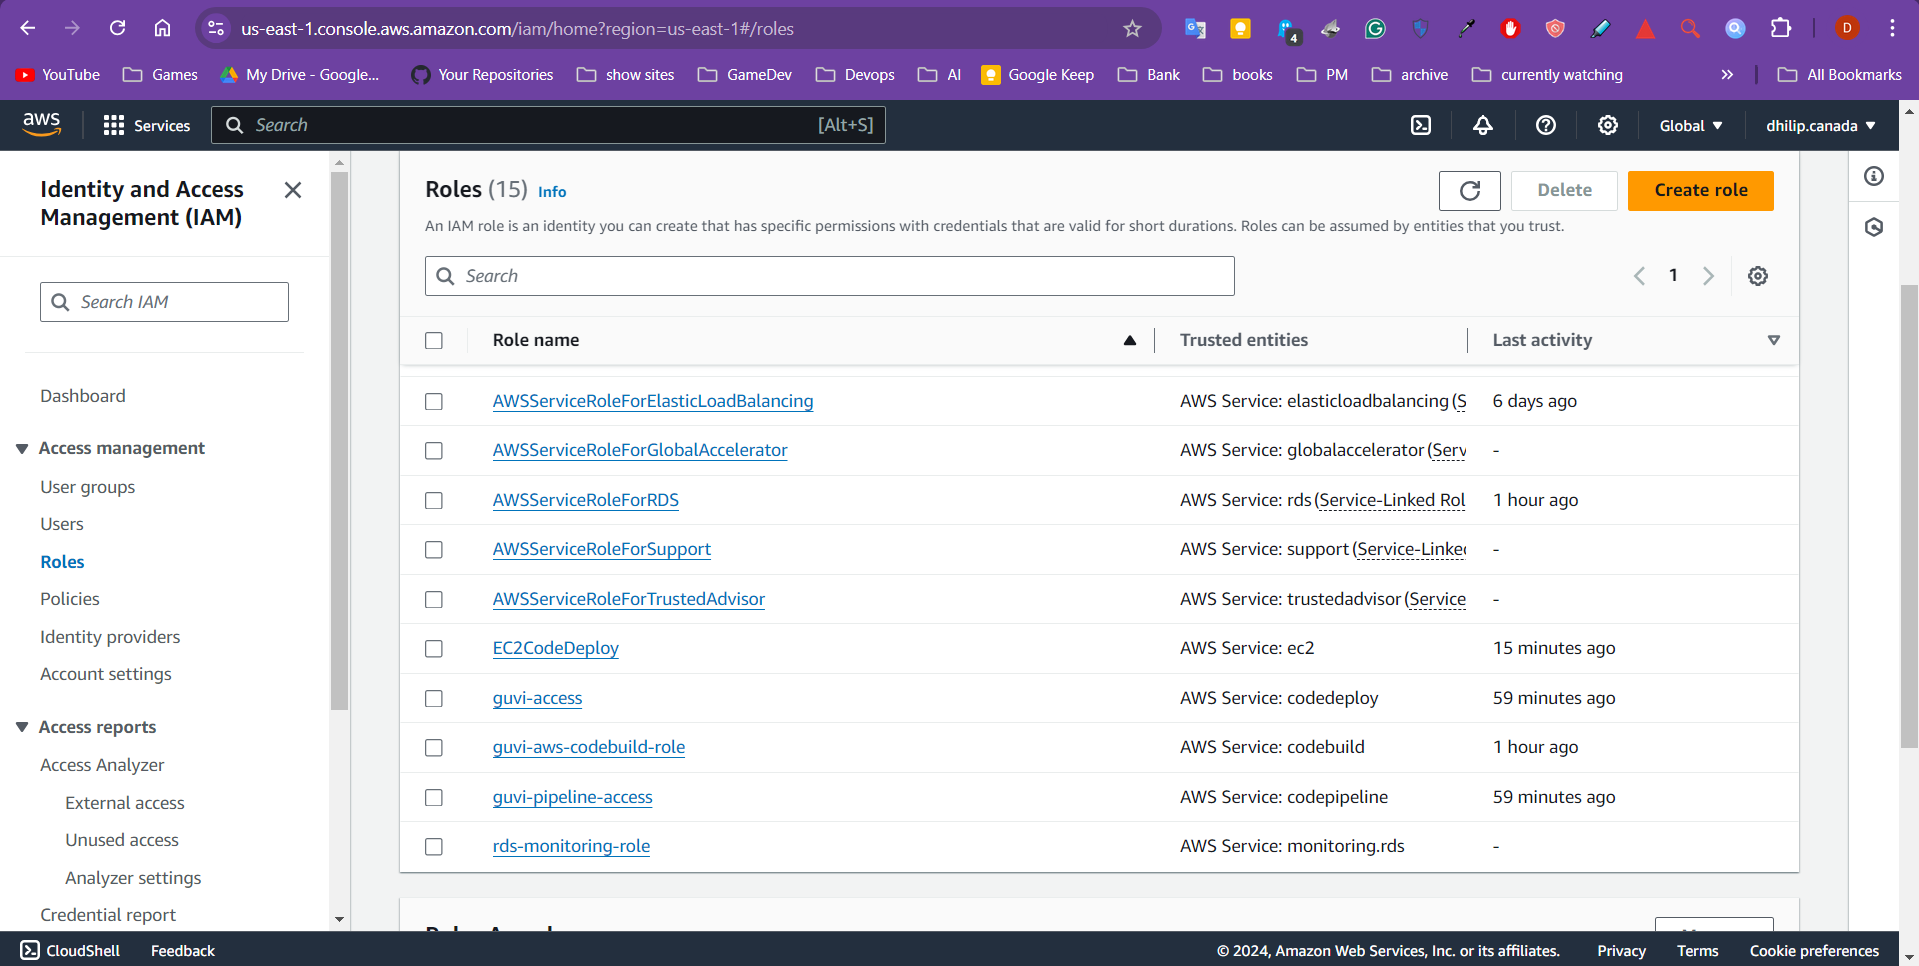 us-east-1.console.aws.amazon.com/iam/home?region=us-east-1#/roles
4
D
YouTube Games My Drive - Google... Your Repositories show sites GameDev Devops AI Google Keep Bank books PM archive currently watching » All Bookmarks
aws Services Search [Alt+S] Global dhilip.canada
Identity and Access
Management (IAM)
Search IAM
Dashboard
Access management
User groups
Users
Roles
Policies
Identity providers
Account settings
Access reports
Access Analyzer
External access
Unused access
Analyzer settings
Credential report
Roles (15) Info
Delete
Create role
An IAM role is an identity you can create that has specific permissions with credentials that are valid for short durations. Roles can be assumed by entities that you trust.
Search
1
Role name Trusted entities Last activity
AWSServiceRoleForElasticLoadBalancing AWS Service: elasticloadbalancing (S 6 days ago
AWSServiceRoleForGlobalAccelerator AWS Service: globalaccelerator (Serv -
AWSServiceRoleForRDS AWS Service: rds (Service-Linked Rol 1 hour ago
AWSServiceRoleForSupport AWS Service: support (Service-Linked -
AWSServiceRoleForTrustedAdvisor AWS Service: trustedadvisor (Service -
EC2CodeDeploy AWS Service: ec2 15 minutes ago
guvi-access AWS Service: codedeploy 59 minutes ago
guvi-aws-codebuild-role AWS Service: codebuild 1 hour ago
guvi-pipeline-access AWS Service: codepipeline 59 minutes ago
rds-monitoring-role AWS Service: monitoring.rds -
CloudShell Feedback © 2024, Amazon Web Services, Inc. or its affiliates. Privacy Terms Cookie preferences